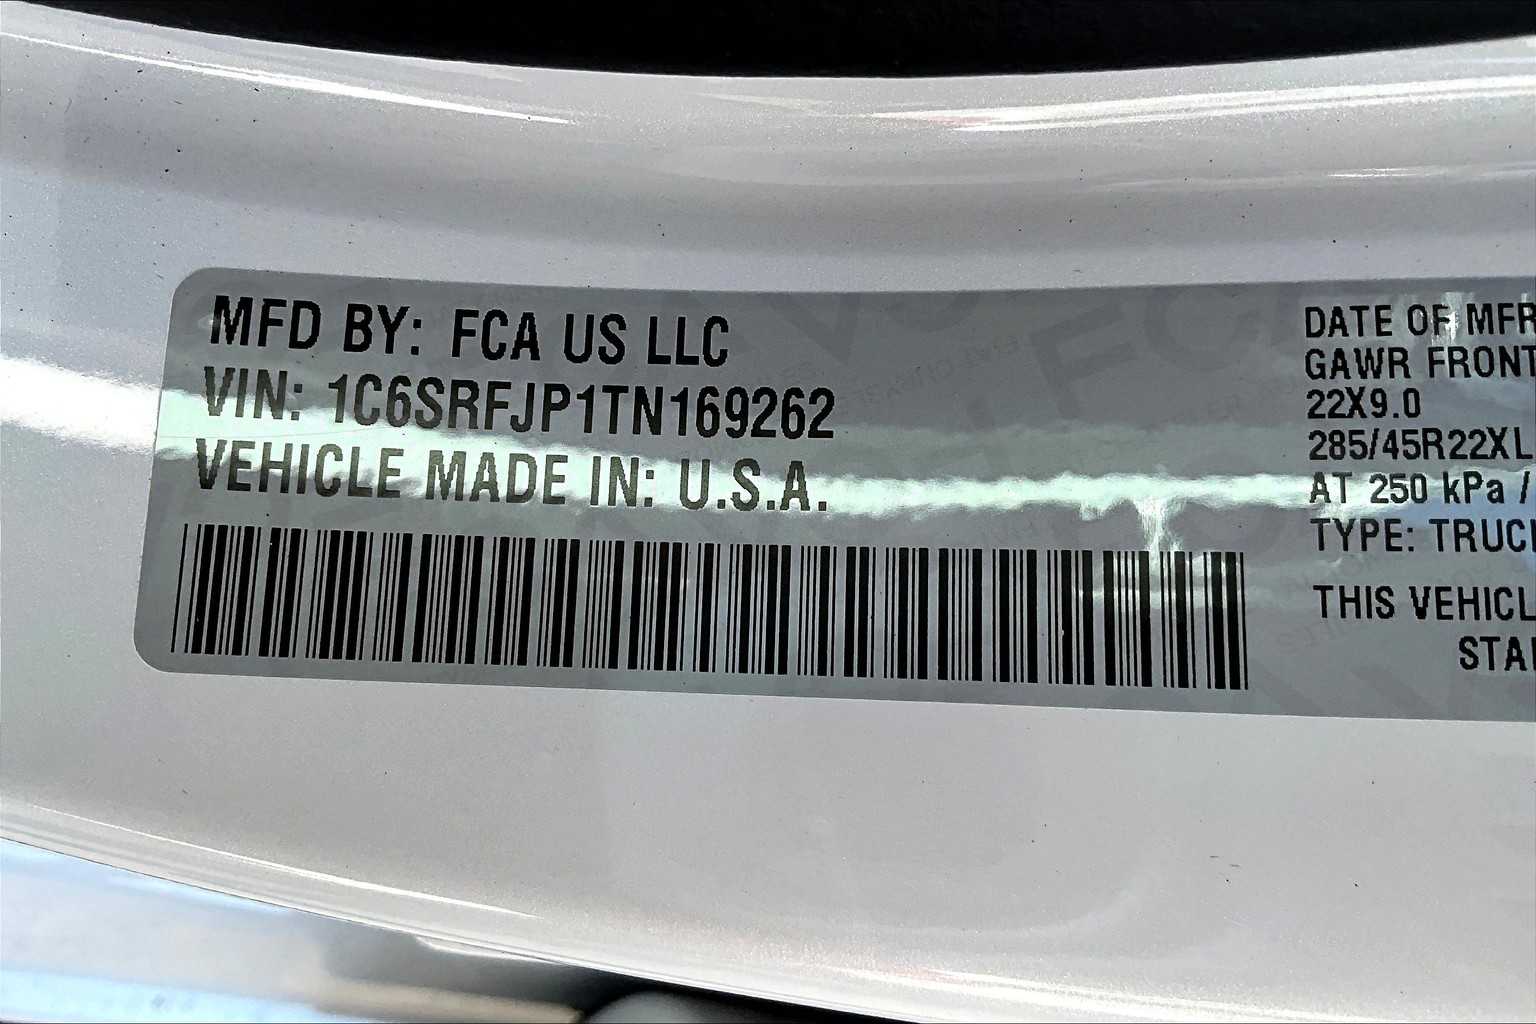 MFD BY: FCA US LLC
VIN: 1C6SRFJP1TN169262
VEHICLE MADE IN: U.S.A.
DATE OF MFR
GAWR FRONT
22X9.0
285/45R22XL
AT 250 kPa /
TYPE: TRUC
THIS VEHICL
STA